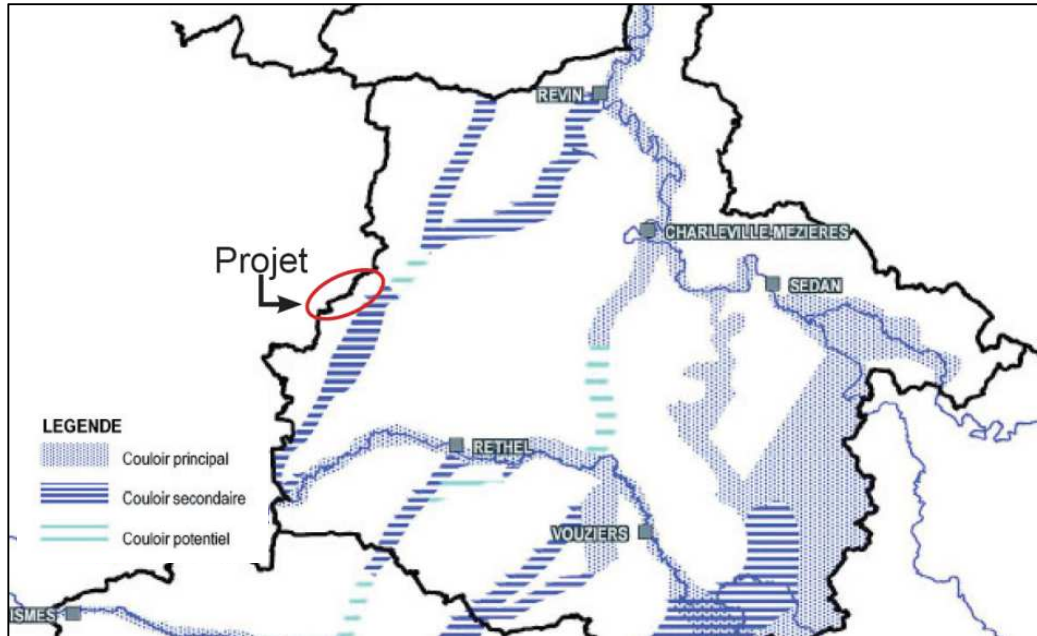 REVIN
CHARLEVILLE-MEZIERES
Projet
SEDAN
LEGENDE
Couloir principal
RETHEL
Couloir secondaire
VOUZIERS
Couloir potentiel
ISMES